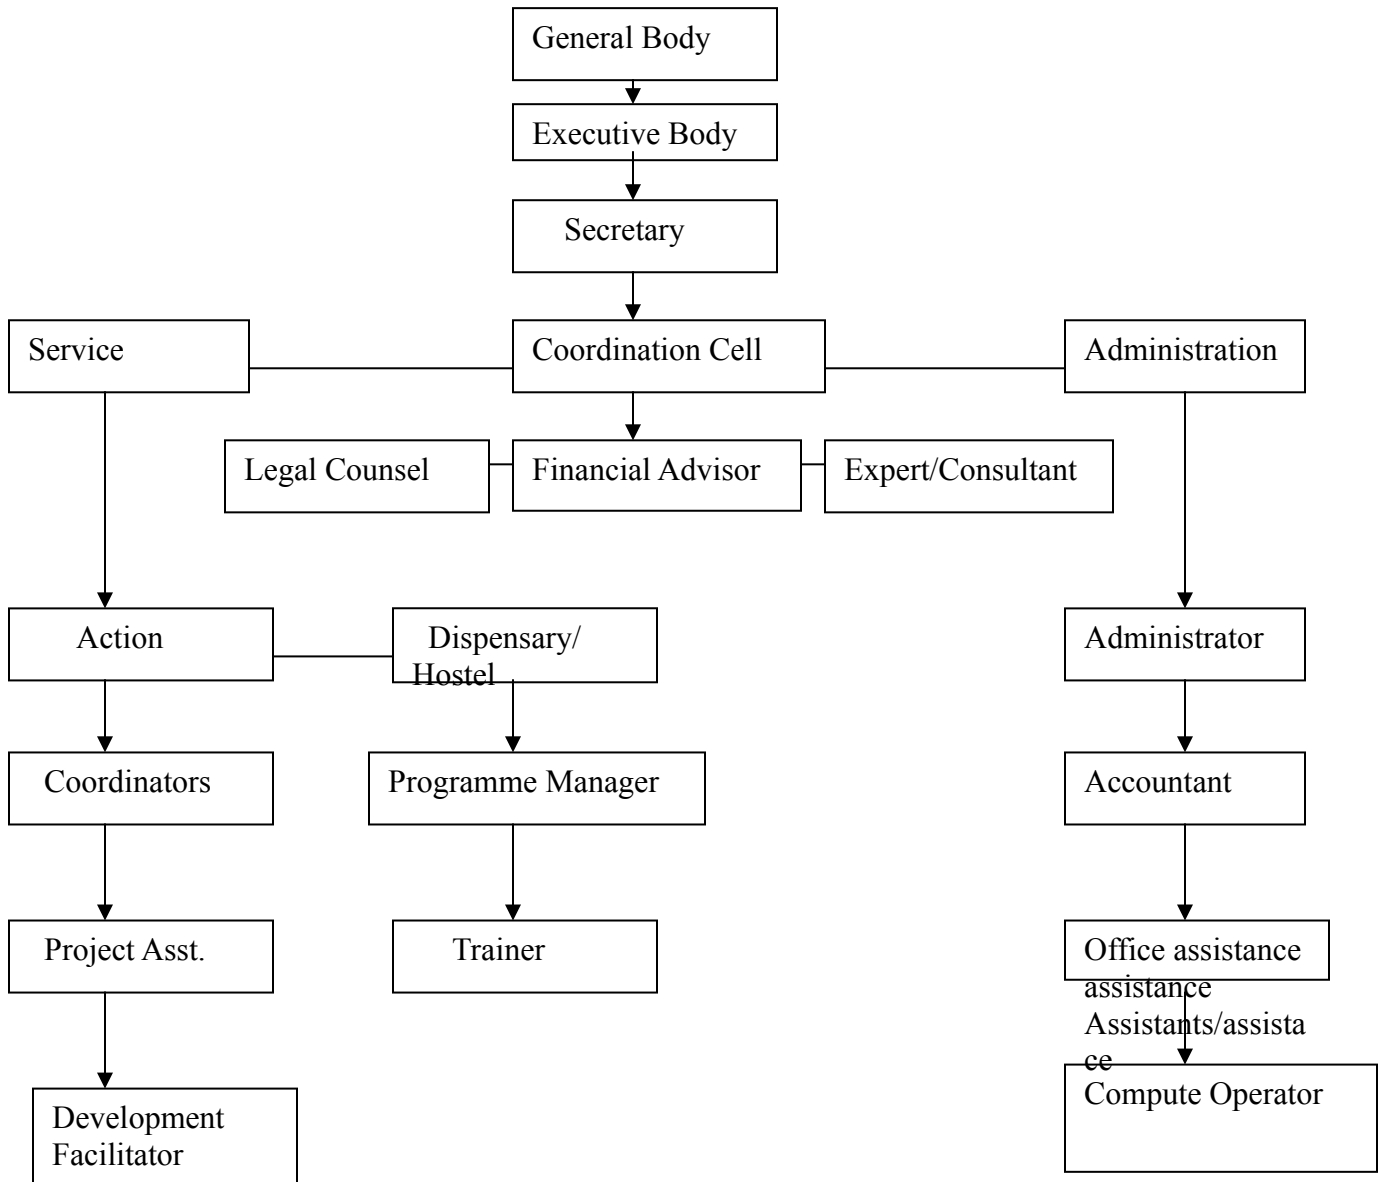 General Body
Executive Body
Secretary
Service
Coordination Cell
Administration
Legal Counsel
Financial Advisor
Expert/Consultant
Action
Dispensary/
Hostel
Administrator
Coordinators
Programme Manager
Accountant
Project Asst.
Trainer
Office assistance
assistance
Assistants/assista
ce
Compute Operator
Development
Facilitator